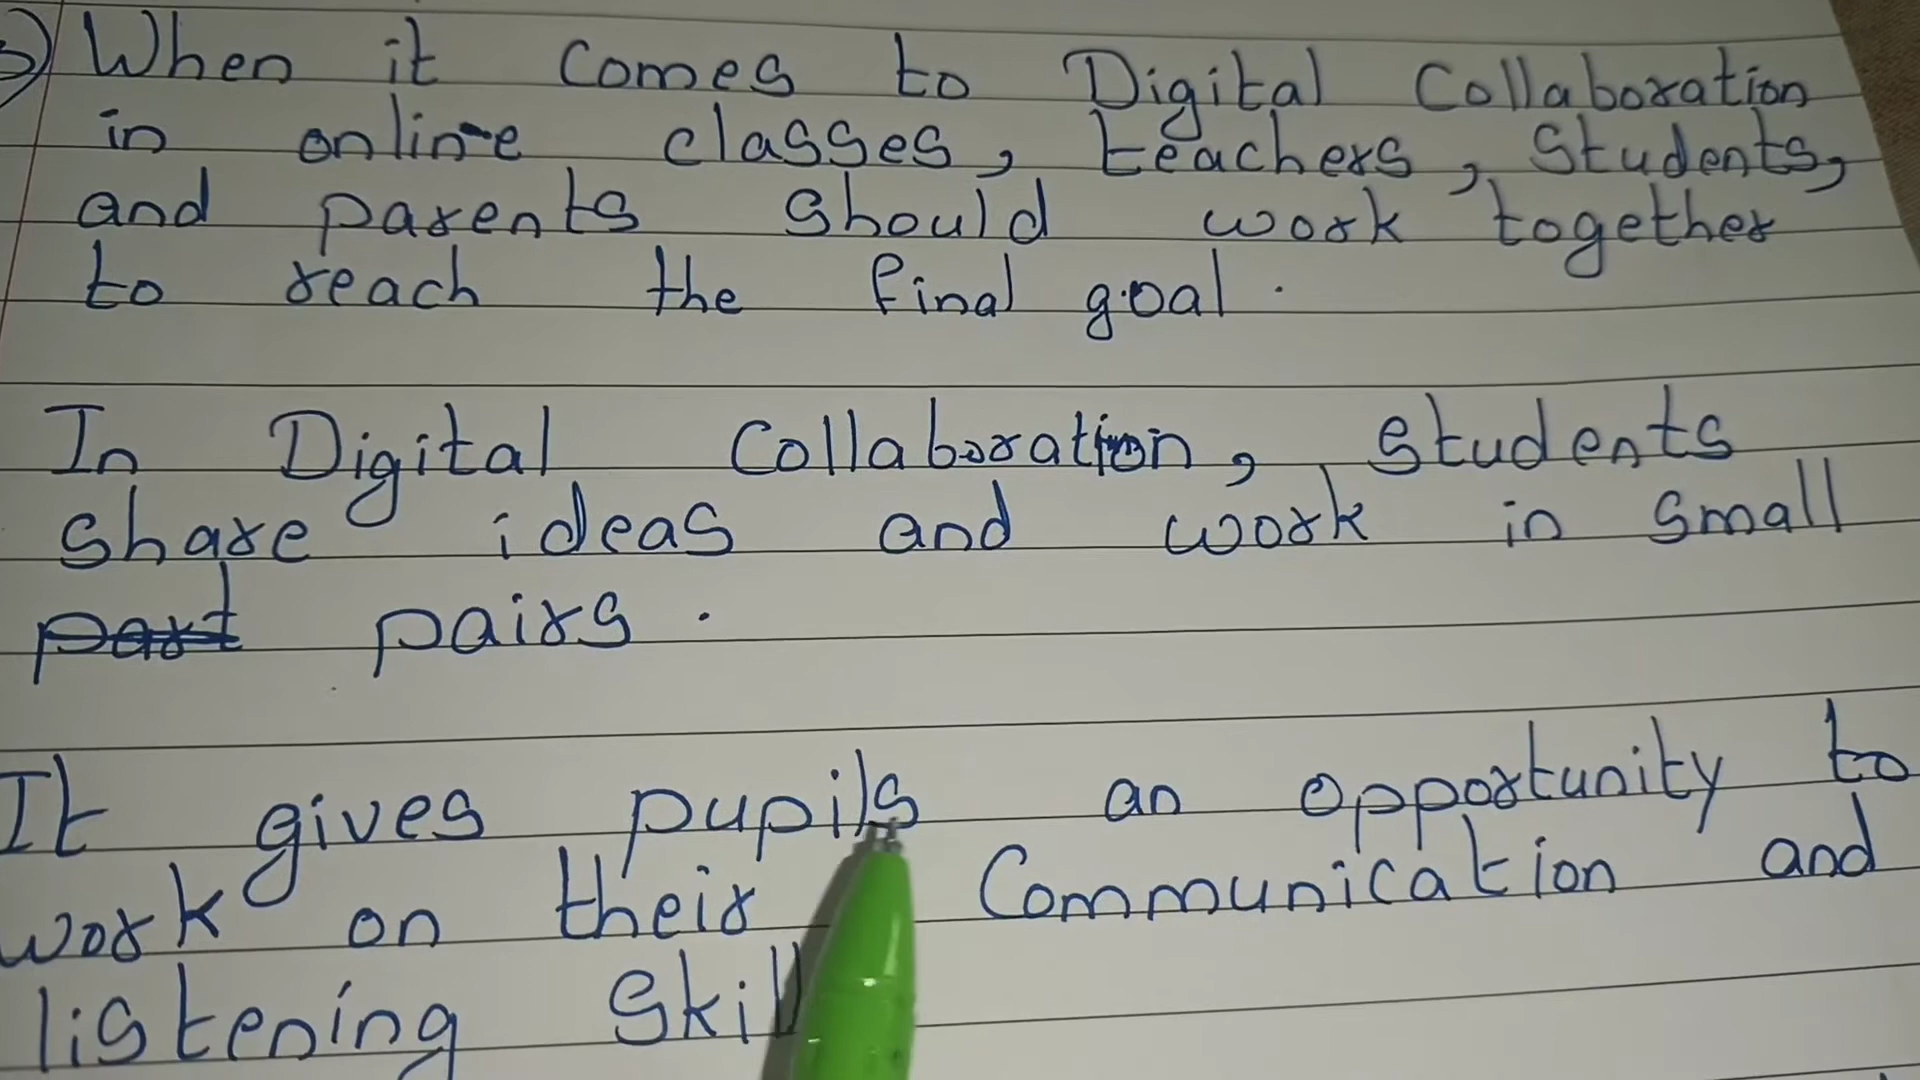 When it comes to Digital Collaboration
in online classes, teachers, students,
and parents should work together
to reach the final goal.
In Digital Collaboration, students
share ideas and work in small
part pairs.
It gives pupils an opportunity to
work on their Communication and
listening